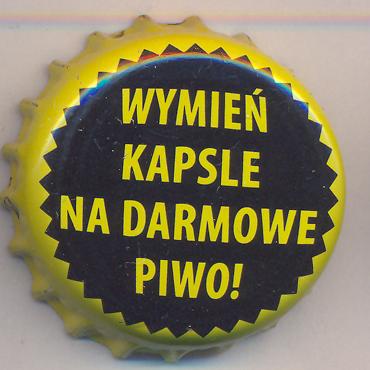 WYMIEŃ
KAPSLE
NA DARMOWE
PIWO!